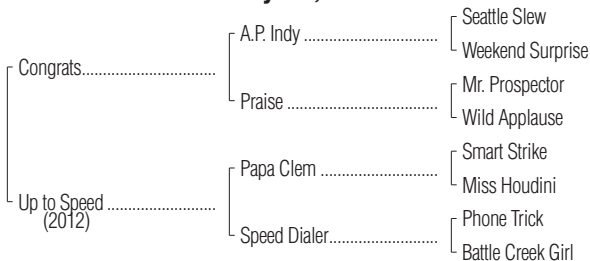 Seattle Slew
A.P. Indy
Weekend Surprise
Congrats
Mr. Prospector
Praise
Wild Applause
Smart Strike
Papa Clem
Miss Houdini
Up to Speed
(2012)
Phone Trick
Speed Dialer
Battle Creek Girl